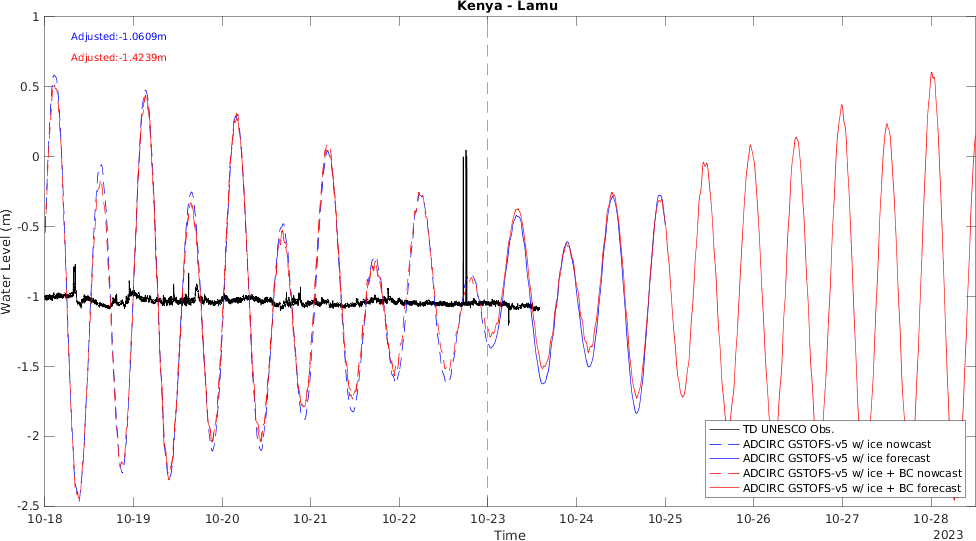 Kenya - Lamu
Adjusted:-1.0609m
Adjusted:-1.4239m
Water Level (m)
1
0.5
0
-0.5
-1
-1.5
-2
-2.5
TD UNESCO Obs.
ADCIRC GSTOFS-v5 w/ ice nowcast
ADCIRC GSTOFS-v5 w/ ice forecast
ADCIRC GSTOFS-v5 w/ ice + BC nowcast
ADCIRC GSTOFS-v5 w/ ice + BC forecast
10-18 10-19 10-20 10-21 10-22 10-23 10-24 10-25 10-26 10-27 10-28
Time
2023